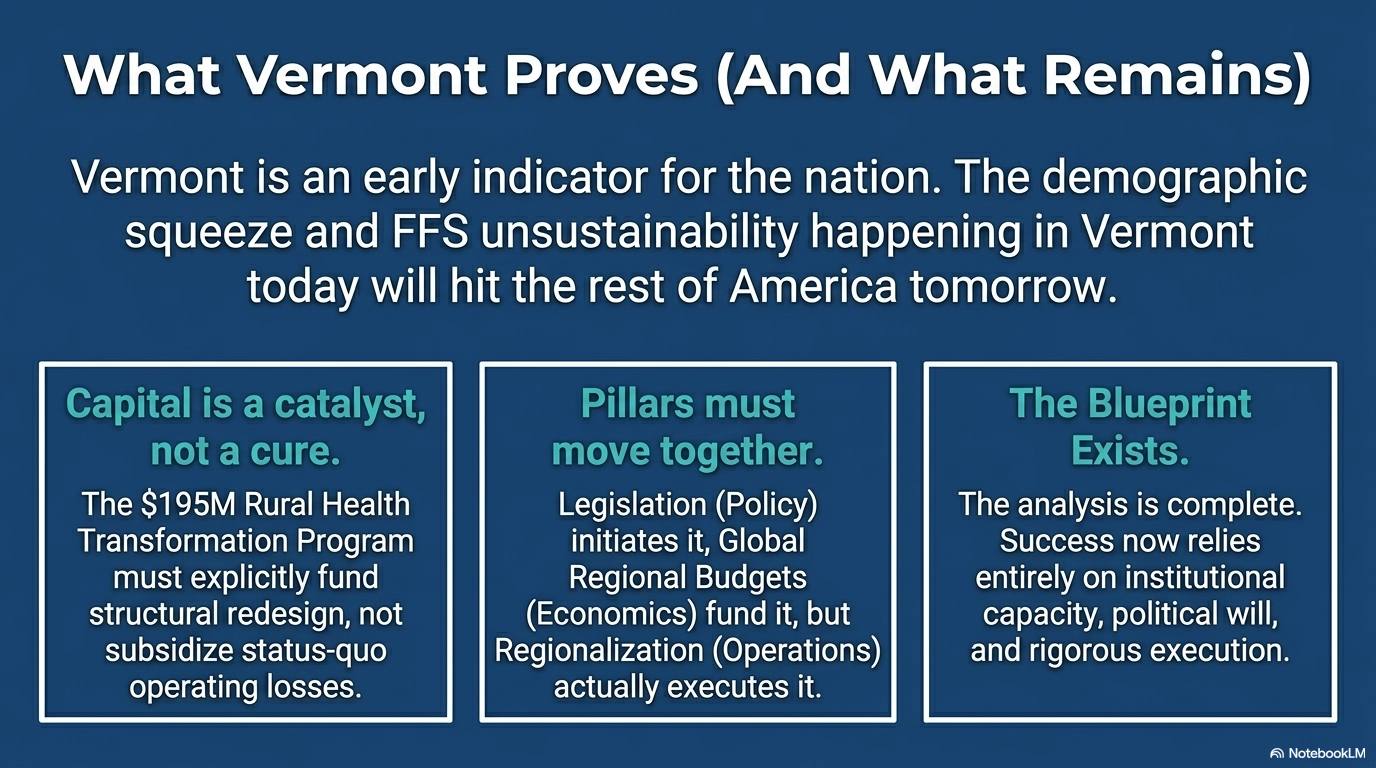 What Vermont Proves (And What Remains)
Vermont is an early indicator for the nation. The demographic
squeeze and FFS unsustainability happening in Vermont
today will hit the rest of America tomorrow.
Capital is a catalyst,
not a cure.
The $195M Rural Health
Transformation Program
must explicitly fund
structural redesign, not
subsidize status-quo
operating losses.
Pillars must
move together.
Legislation (Policy)
initiates it, Global
Regional Budgets
(Economics) fund it, but
Regionalization (Operations)
actually executes it.
The Blueprint
Exists.
The analysis is complete.
Success now relies
entirely on institutional
capacity, political will,
and rigorous execution.
NotebookLM